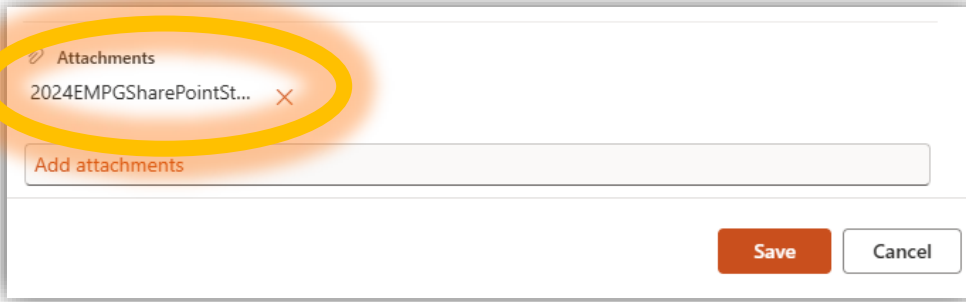 Attachments
2024EMPGSharePointSt...
Add attachments
Save
Cancel